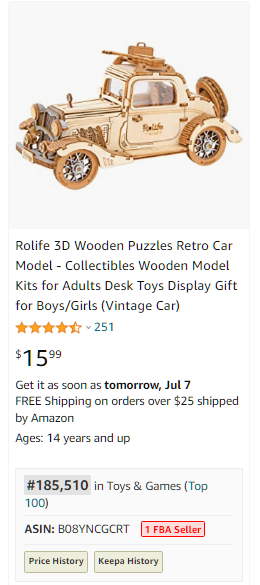 Rolife
Rolife 3D Wooden Puzzles Retro Car
Model - Collectibles Wooden Model
Kits for Adults Desk Toys Display Gift
for Boys/Girls (Vintage Car)
251
$15 99
Get it as soon as tomorrow, Jul 7
FREE Shipping on orders over $25 shipped
by Amazon
Ages: 14 years and up
#185,510 in Toys & Games (Top
100)
ASIN: B08YNCGCRT 1 FBA Seller
Price History Keepa History